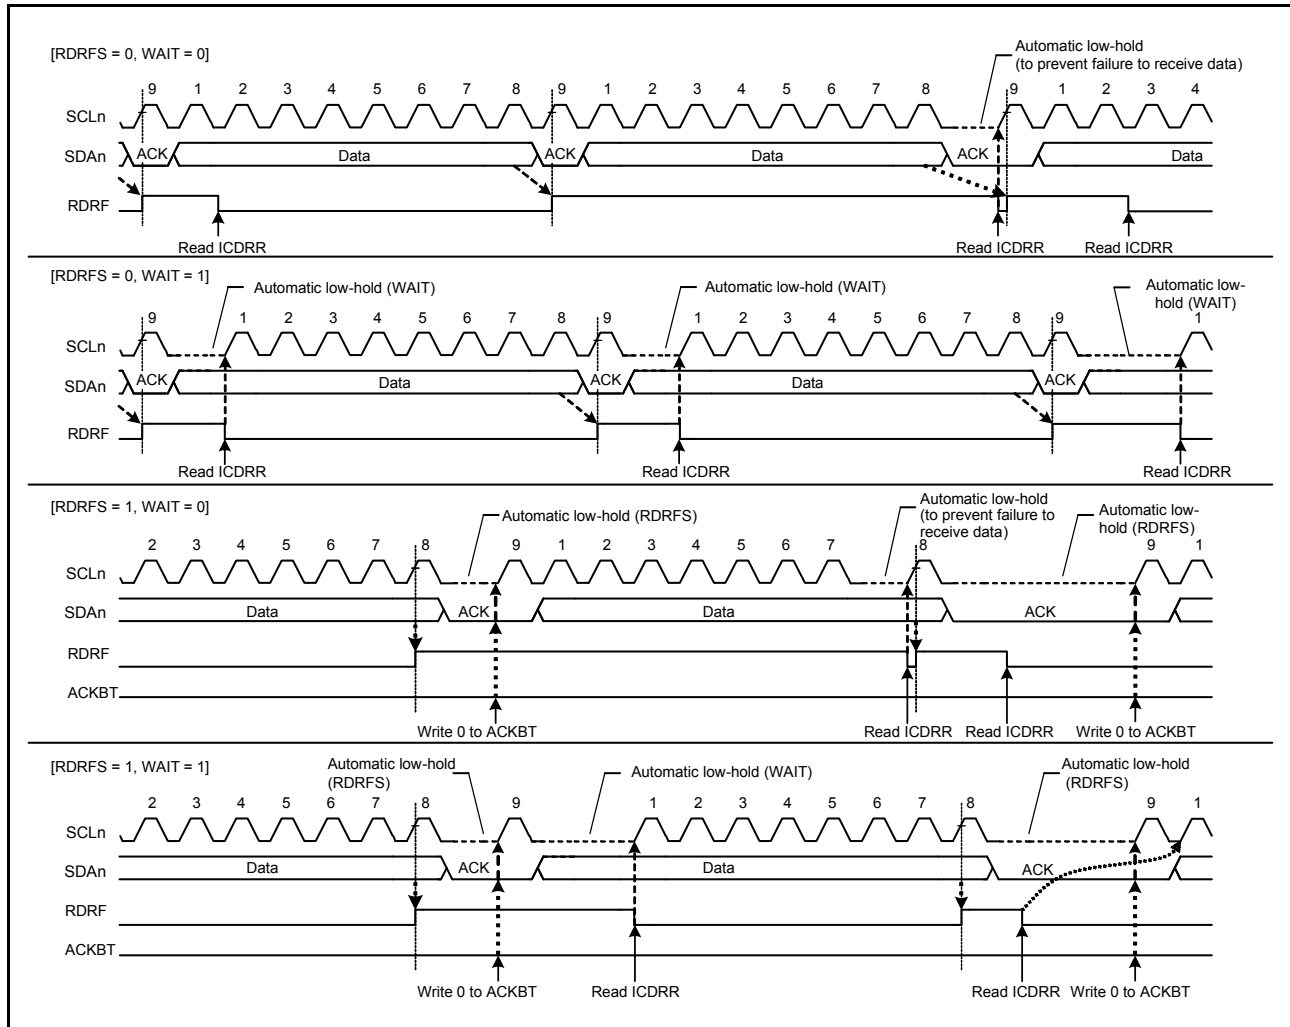 [RDRFS = 0, WAIT = 0]
Automatic low-hold
(to prevent failure to receive data)
9 1 2 3 4 5 6 7 8 9 1 2 3 4 5 6 7 8 9 1 2 3 4
SCLn
SDAn ACK Data ACK Data ACK Data
RDRF
Read ICDRR Read ICDRR Read ICDRR
[RDRFS = 0, WAIT = 1]
Automatic low-hold (WAIT) Automatic low-hold (WAIT) Automatic low-
hold (WAIT)
9 1 2 3 4 5 6 7 8 9 1 2 3 4 5 6 7 8 9 1
SCLn
SDAn ACK Data ACK Data ACK
RDRF
Read ICDRR Read ICDRR Read ICDRR
[RDRFS = 1, WAIT = 0]
Automatic low-hold (RDRFS) Automatic low-hold
(to prevent failure to
receive data)
Automatic low-
hold (RDRFS)
2 3 4 5 6 7 8 9 1 2 3 4 5 6 7 8 9 1
SCLn
SDAn Data ACK Data ACK
RDRF
ACKBT
Write 0 to ACKBT Read ICDRR Read ICDRR Write 0 to ACKBT
[RDRFS = 1, WAIT = 1]
Automatic low-hold
(RDRFS)
Automatic low-hold (WAIT)
Automatic low-hold
(RDRFS)
2 3 4 5 6 7 8 9 1 2 3 4 5 6 7 8 9 1
SCLn
SDAn Data ACK Data ACK
RDRF
ACKBT
Write 0 to ACKBT Read ICDRR Read ICDRR Write 0 to ACKBT